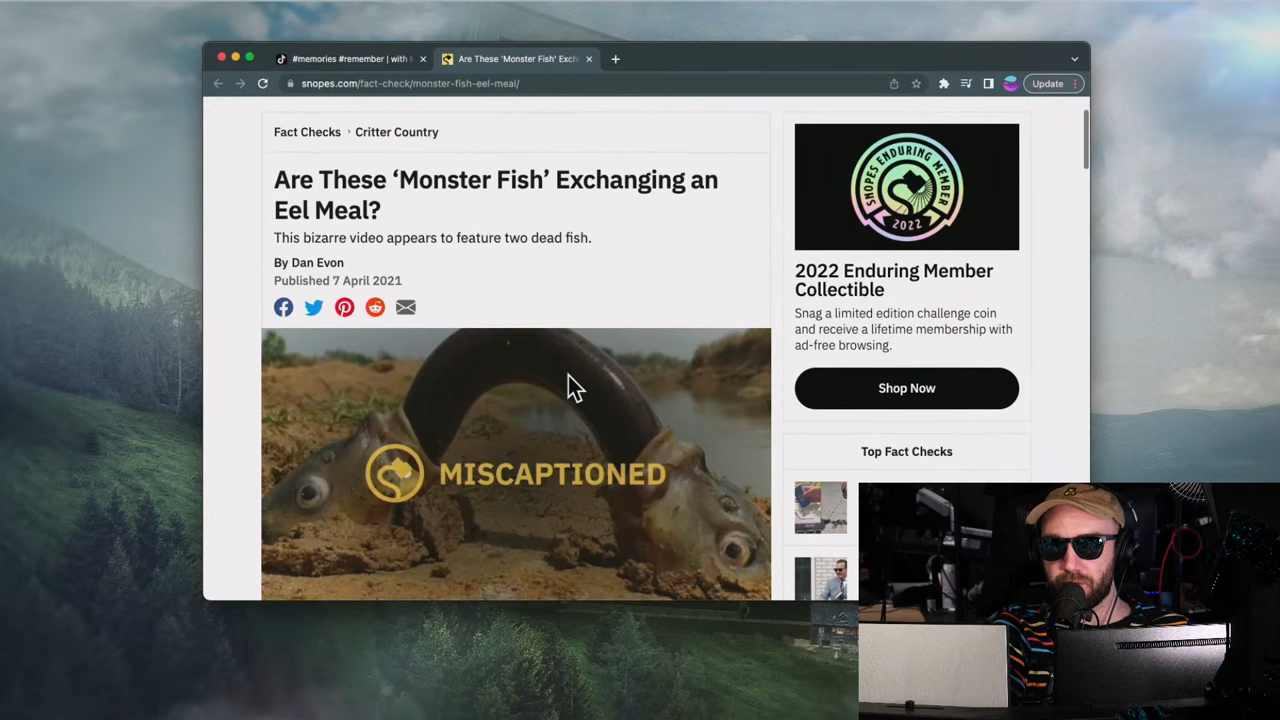 #memories #remember | with
Are These 'Monster Fish' Exch
snopes.com/fact-check/monster-fish-eel-meal/
Update
Fact Checks › Critter Country
Are These ‘Monster Fish’ Exchanging an
Eel Meal?
This bizarre video appears to feature two dead fish.
By Dan Evon
Published 7 April 2021
MISCAPTIONED
SNOPES ENDURING MEMBER
2022
2022 Enduring Member
Collectible
Snag a limited edition challenge coin
and receive a lifetime membership with
ad-free browsing.
Shop Now
Top Fact Checks